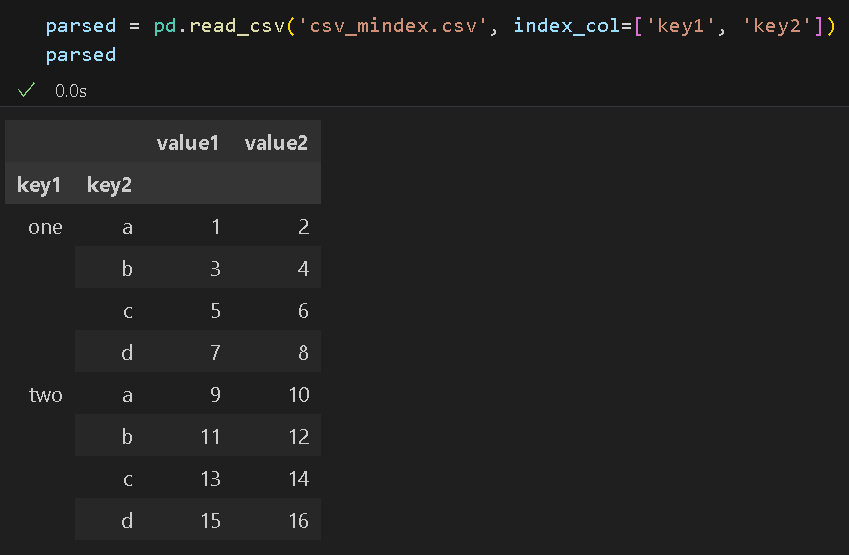 parsed = pd.read_csv('csv_mindex.csv', index_col=['key1', 'key2'])
parsed
✓ 0.0s
value1 value2
key1 key2
one a 1 2
b 3 4
c 5 6
d 7 8
two a 9 10
b 11 12
c 13 14
d 15 16